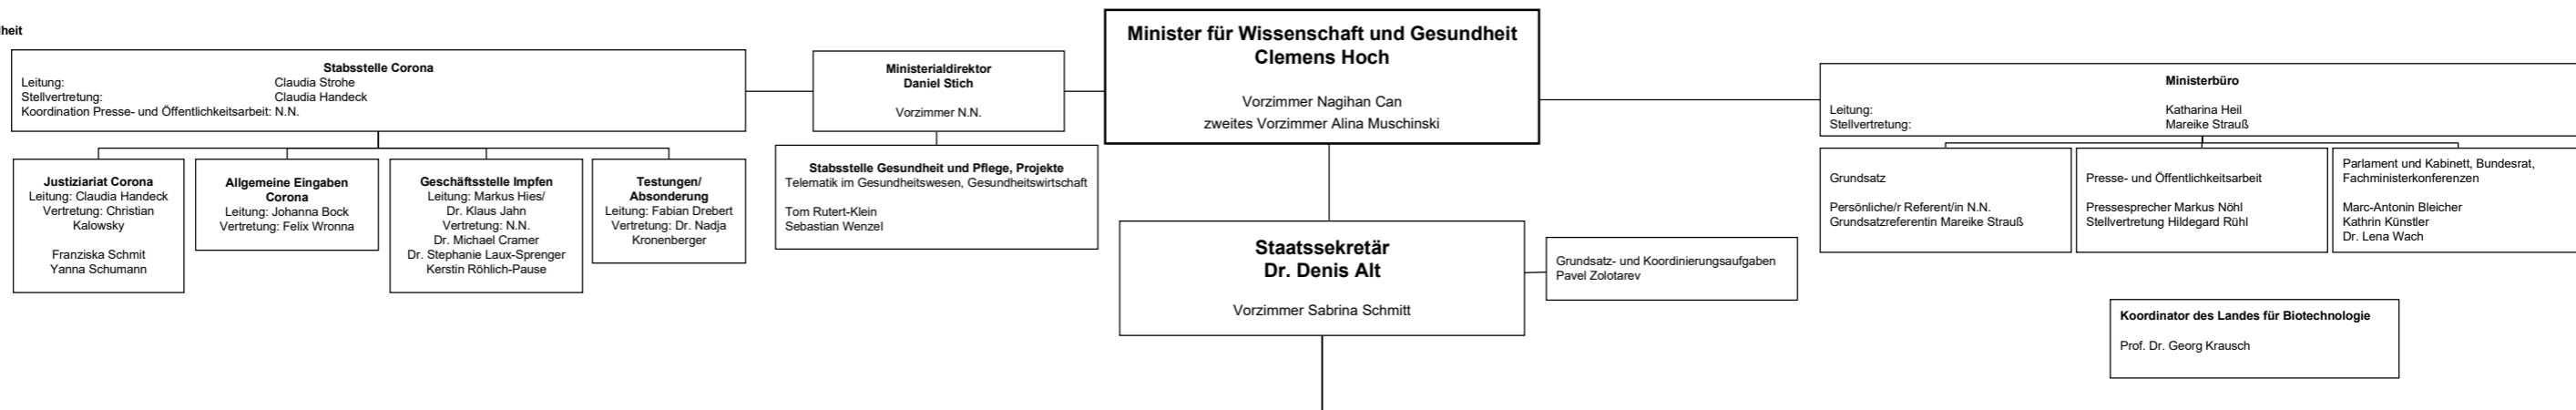 heit
Stabsstelle Corona
Leitung: Claudia Strohe
Stellvertretung: Claudia Handeck
Koordination Presse- und Öffentlichkeitsarbeit: N.N.
Ministerialdirektor
Daniel Stich
Vorzimmer N.N.
Minister für Wissenschaft und Gesundheit
Clemens Hoch
Vorzimmer Nagihan Can
zweites Vorzimmer Alina Muschinski
Ministerbüro
Leitung: Katharina Heil
Stellvertretung: Mareike Strauß
Justiziariat Corona
Leitung: Claudia Handeck
Vertretung: Christian
Kalowsky
Franziska Schmit
Yanna Schumann
Allgemeine Eingaben
Corona
Leitung: Johanna Bock
Vertretung: Felix Wronna
Geschäftsstelle Impfen
Leitung: Markus Hies/
Dr. Klaus Jahn
Vertretung: N.N.
Dr. Michael Cramer
Dr. Stephanie Laux-Sprenger
Kerstin Röhlich-Pause
Testungen/
Absonderung
Leitung: Fabian Drebert
Vertretung: Dr. Nadja
Kronenberger
Stabsstelle Gesundheit und Pflege, Projekte
Telematik im Gesundheitswesen, Gesundheitswirtschaft
Tom Rutert-Klein
Sebastian Wenzel
Staatssekretär
Dr. Denis Alt
Vorzimmer Sabrina Schmitt
Grundsatz- und Koordinierungsaufgaben
Pavel Zolotarev
Grundsatz
Persönliche/r Referent/in N.N.
Grundsatzreferentin Mareike Strauß
Presse- und Öffentlichkeitsarbeit
Pressesprecher Markus Nöhl
Stellvertretung Hildegard Rühl
Parlament und Kabinett, Bundesrat,
Fachministerkonferenzen
Marc-Antonin Bleicher
Kathrin Künstler
Dr. Lena Wach
Koordinator des Landes für Biotechnologie
Prof. Dr. Georg Krausch